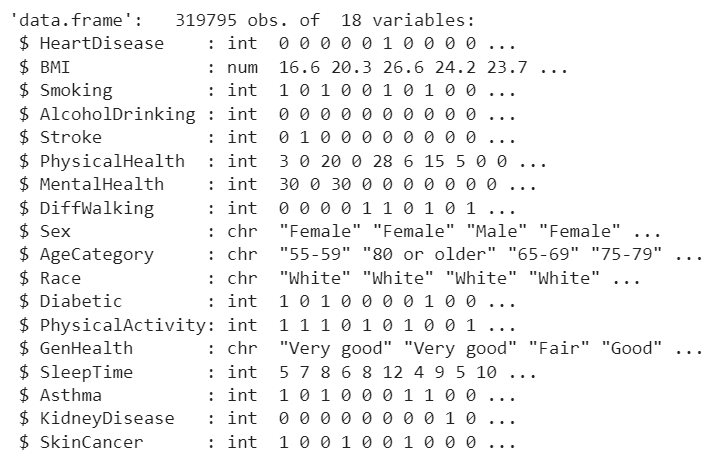 'data.frame':   319795 obs. of  18 variables:
 $ HeartDisease    : int  0 0 0 0 0 1 0 0 0 0 ...
 $ BMI             : num  16.6 20.3 26.6 24.2 23.7 ...
 $ Smoking         : int  1 0 1 0 0 1 0 1 0 0 ...
 $ AlcoholDrinking : int  0 0 0 0 0 0 0 0 0 0 ...
 $ Stroke          : int  0 1 0 0 0 0 0 0 0 0 ...
 $ PhysicalHealth  : int  3 0 20 0 28 6 15 5 0 0 ...
 $ MentalHealth    : int  30 0 30 0 0 0 0 0 0 0 ...
 $ DiffWalking     : int  0 0 0 0 1 1 0 1 0 1 ...
 $ Sex             : chr  "Female" "Female" "Male" "Female" ...
 $ AgeCategory     : chr  "55-59" "80 or older" "65-69" "75-79" ...
 $ Race            : chr  "White" "White" "White" "White" ...
 $ Diabetic        : int  1 0 1 0 0 0 0 1 0 0 ...
 $ PhysicalActivity: int  1 1 1 0 1 0 1 0 0 1 ...
 $ GenHealth       : chr  "Very good" "Very good" "Fair" "Good" ...
 $ SleepTime       : int  5 7 8 6 8 12 4 9 5 10 ...
 $ Asthma          : int  1 0 1 0 0 0 1 1 0 0 ...
 $ KidneyDisease   : int  0 0 0 0 0 0 0 0 1 0 ...
 $ SkinCancer      : int  1 0 0 1 0 0 1 0 0 0 ...